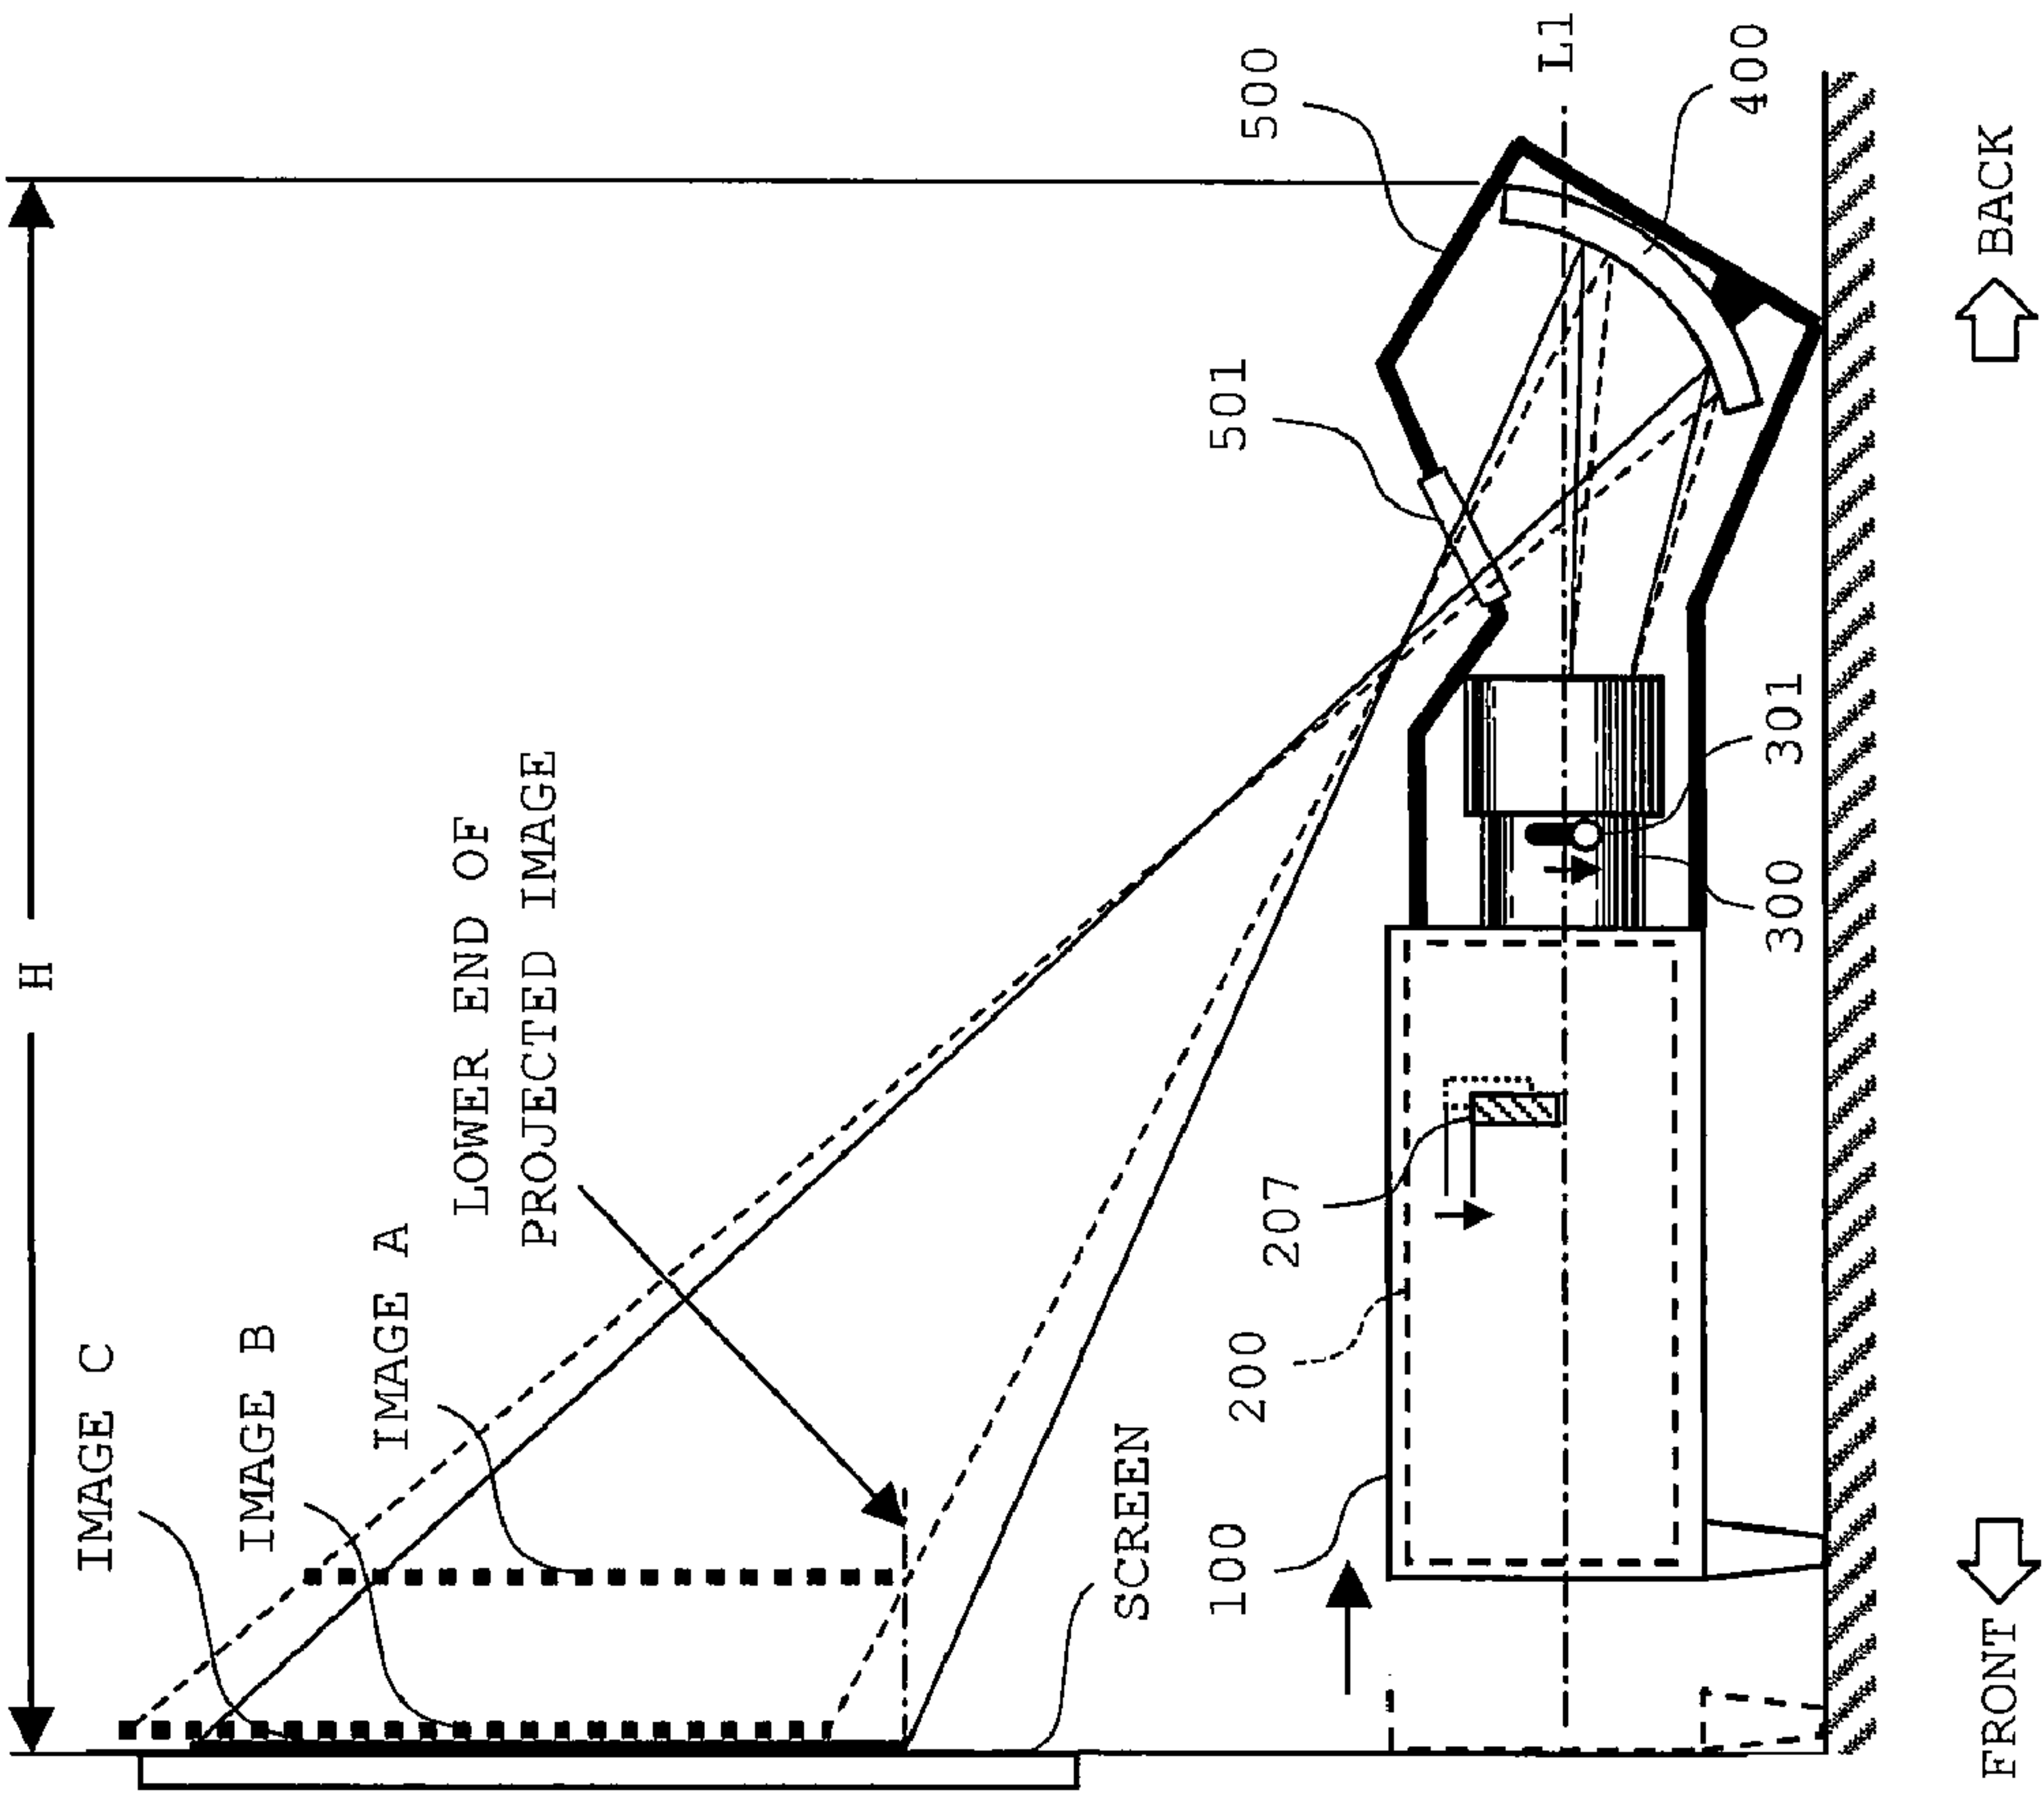 H
IMAGE C
IMAGE B
IMAGE A
LOWER END OF
PROJECTED IMAGE
SCREEN
500
501
L1
400
301
300
207
200
100
FRONT
BACK